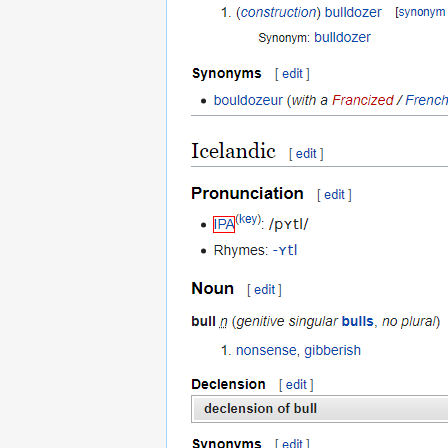 1. (construction) bulldozer [synonym
Synonym: bulldozer
Synonyms [ edit ]
• bouldozeur (with a Francized / French
Icelandic [ edit ]
Pronunciation [ edit ]
• IPA(key): /pʏtl/
• Rhymes: -ʏtl
Noun [ edit ]
bull n (genitive singular bulls, no plural)
1. nonsense, gibberish
Declension [ edit ]
declension of bull
Synonyms [ edit ]